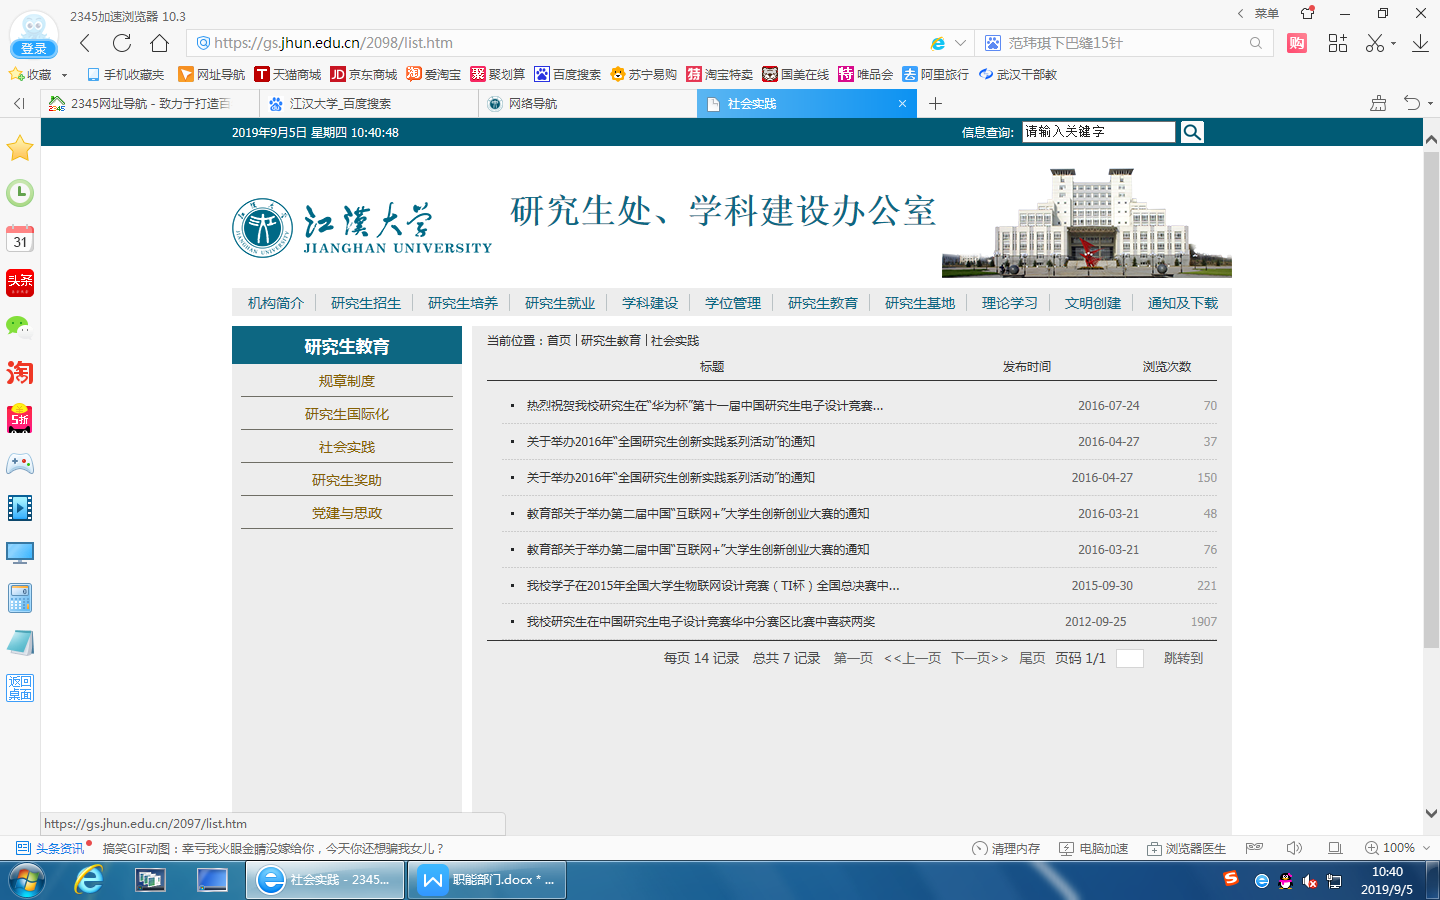 2345加速浏览器 10.3
菜单
登录
https://gs.jhun.edu.cn/2098/list.htm
范玮琪下巴缝15针
购
收藏 手机收藏夹 网址导航 天猫商城 京东商城 爱淘宝 聚划算 百度搜索 苏宁易购 淘宝特卖 国美在线 唯品会 阿里旅行 武汉干部教
2345网址导航 - 致力于打造百
江汉大学_百度搜索
网络导航
社会实践
2019年9月5日 星期四 10:40:48
信息查询: 请输入关键字
31
头条
淘
5折
返回
桌面
江汉大学
JIANGHAN UNIVERSITY
研究生处、学科建设办公室
机构简介 研究生招生 研究生培养 研究生就业 学科建设 学位管理 研究生教育 研究生基地 理论学习 文明创建 通知及下载
研究生教育
规章制度
研究生国际化
社会实践
研究生奖助
党建与思政
当前位置：首页 | 研究生教育 | 社会实践
标题 发布时间 浏览次数
热烈祝贺我校研究生在“华为杯”第十一届中国研究生电子设计竞赛... 2016-07-24 70
关于举办2016年“全国研究生创新实践系列活动”的通知 2016-04-27 37
关于举办2016年“全国研究生创新实践系列活动”的通知 2016-04-27 150
教育部关于举办第二届中国“互联网+”大学生创新创业大赛的通知 2016-03-21 48
教育部关于举办第二届中国“互联网+”大学生创新创业大赛的通知 2016-03-21 76
我校学子在2015年全国大学生物联网设计竞赛（TI杯）全国总决赛中... 2015-09-30 221
我校研究生在中国研究生电子设计竞赛华中分赛区比赛中喜获两奖 2012-09-25 1907
每页 14 记录 总共 7 记录 第一页 <<上一页 下一页>> 尾页 页码 1/1 跳转到
https://gs.jhun.edu.cn/2097/list.htm
头条资讯 搞笑GIF动图：幸亏我火眼金睛没嫁给你，今天你还想骗我女儿？
清理内存 电脑加速 浏览器医生 100%
社会实践 - 2345...
职能部门.docx * ...
10:40
2019/9/5